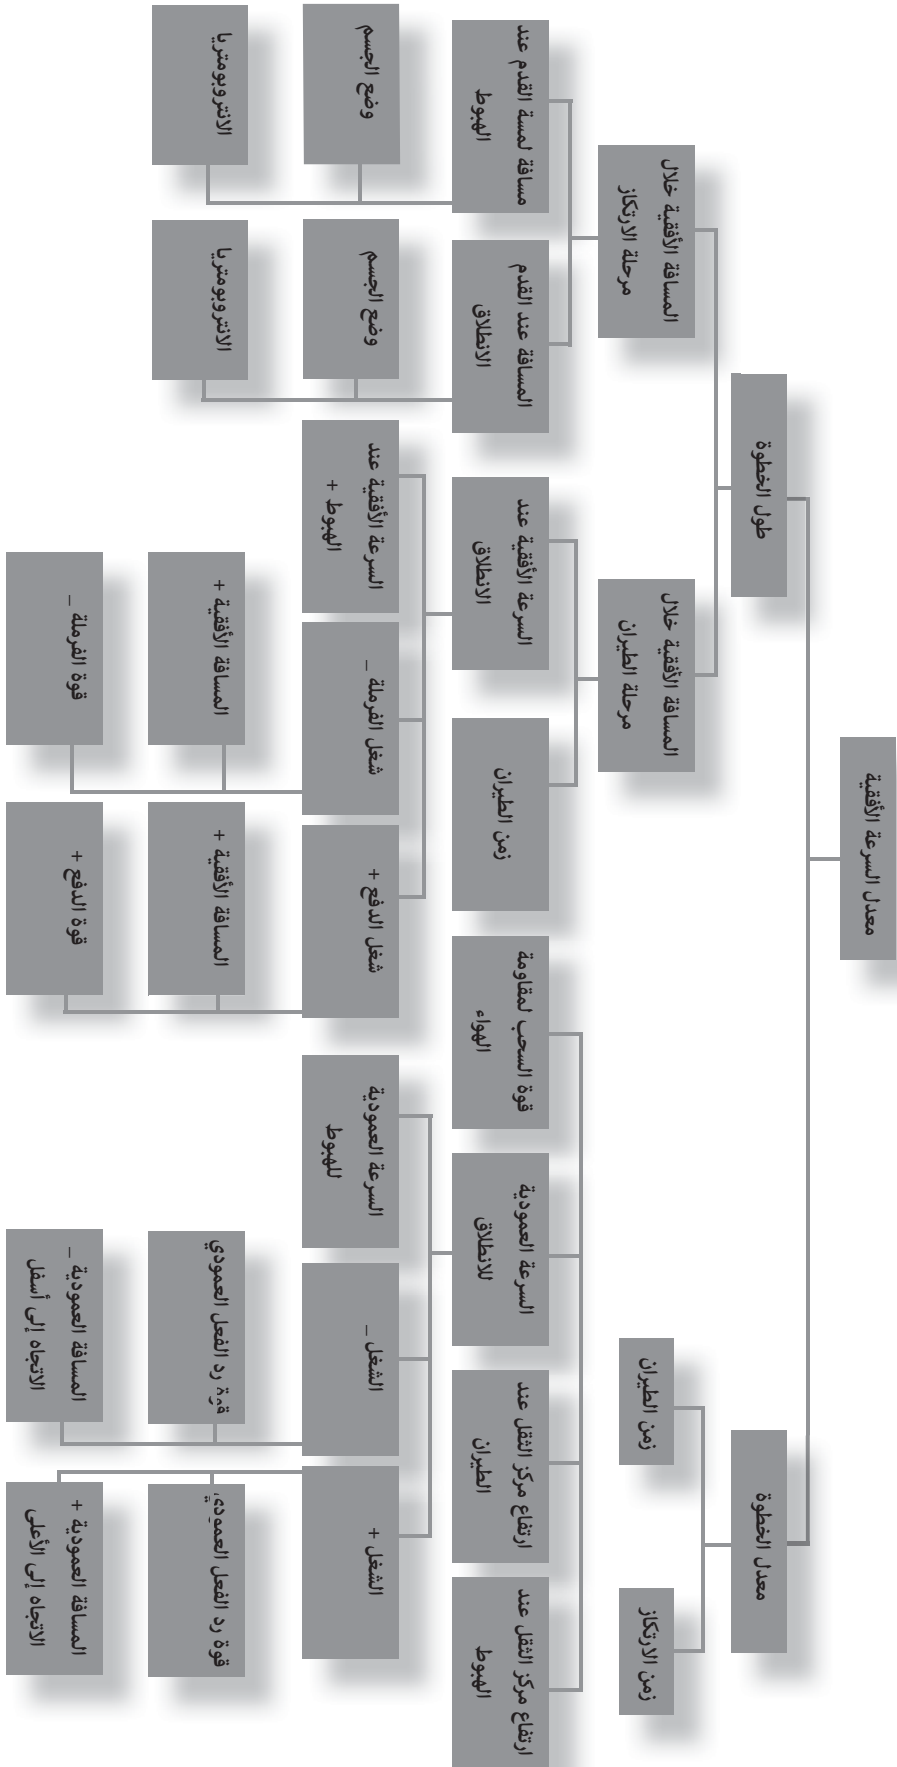 معدل السرعة الأفقية
طول الخطوة
معدل الخطوة
المسافة الأفقية خلال
مرحلة الارتكاز
المسافة الأفقية خلال
مرحلة الطيران
زمن الطيران
زمن الارتكاز
مسافة لمسة القدم عند
الهبوط
المسافة عند القدم
الانطلاق
السرعة الأفقية عند
الانطلاق
زمن الطيران
قوة السحب لمقاومة
الهواء
السرعة العمودية
للانطلاق
ارتفاع مركز الثقل عند
الطيران
ارتفاع مركز الثقل عند
الهبوط
وضع الجسم
وضع الجسم
السرعة الأفقية عند
الهبوط +
شغل الفرملة _
شغل الدفع +
السرعة العمودية
للهبوط
الشغل _
الشغل +
الانتروبومتريا
الانتروبومتريا
المسافة الأفقية +
المسافة الأفقية +
قوة رد الفعل العمودي
قوة رد الفعل العمودي
قوة الفرملة _
قوة الدفع +
المسافة العمودية _
الاتجاه إلى أسفل
المسافة العمودية +
الاتجاه إلى الأعلى